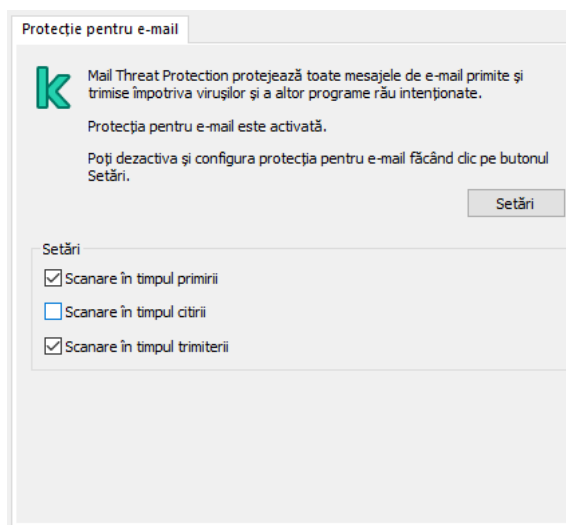 Protecție pentru e-mail
Mail Threat Protection protejează toate mesajele de e-mail primite și
trimise împotriva virușilor și a altor programe rău intenționate.
Protecția pentru e-mail este activată.
Poți dezactiva și configura protecția pentru e-mail făcând clic pe butonul
Setări.
Setări
Setări
Scanare în timpul primirii
Scanare în timpul citirii
Scanare în timpul trimiterii